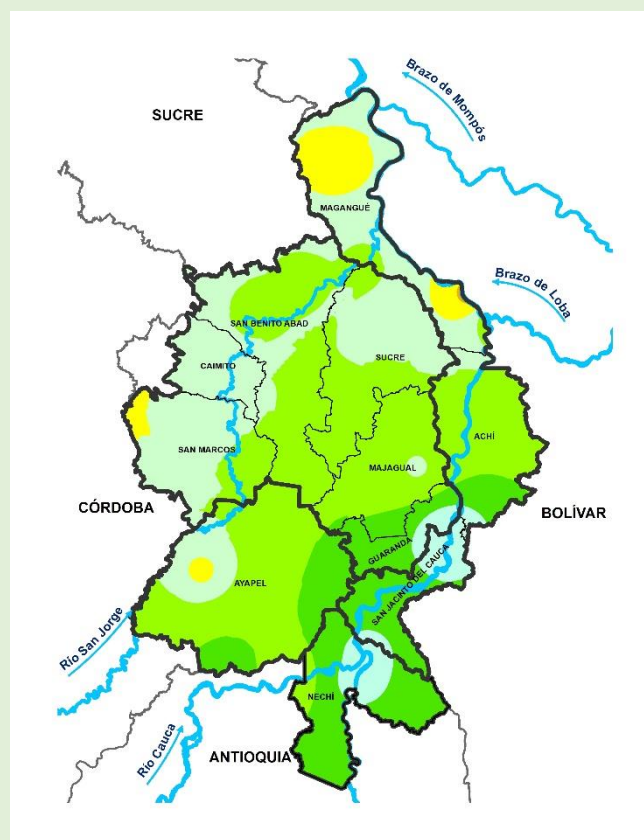 Brazo de Mompós
SUCRE
MAGANGUÉ
Brazo de Loba
SAN BENITO ABAD
SUCRE
CAIMITO
ACHÍ
SAN MARCOS
MAJAGUAL
CÓRDOBA
BOLÍVAR
GUARANDA
SAN JACINTO DEL CAUCA
AYAPEL
Río San Jorge
NECHÍ
Río Cauca
ANTIOQUIA